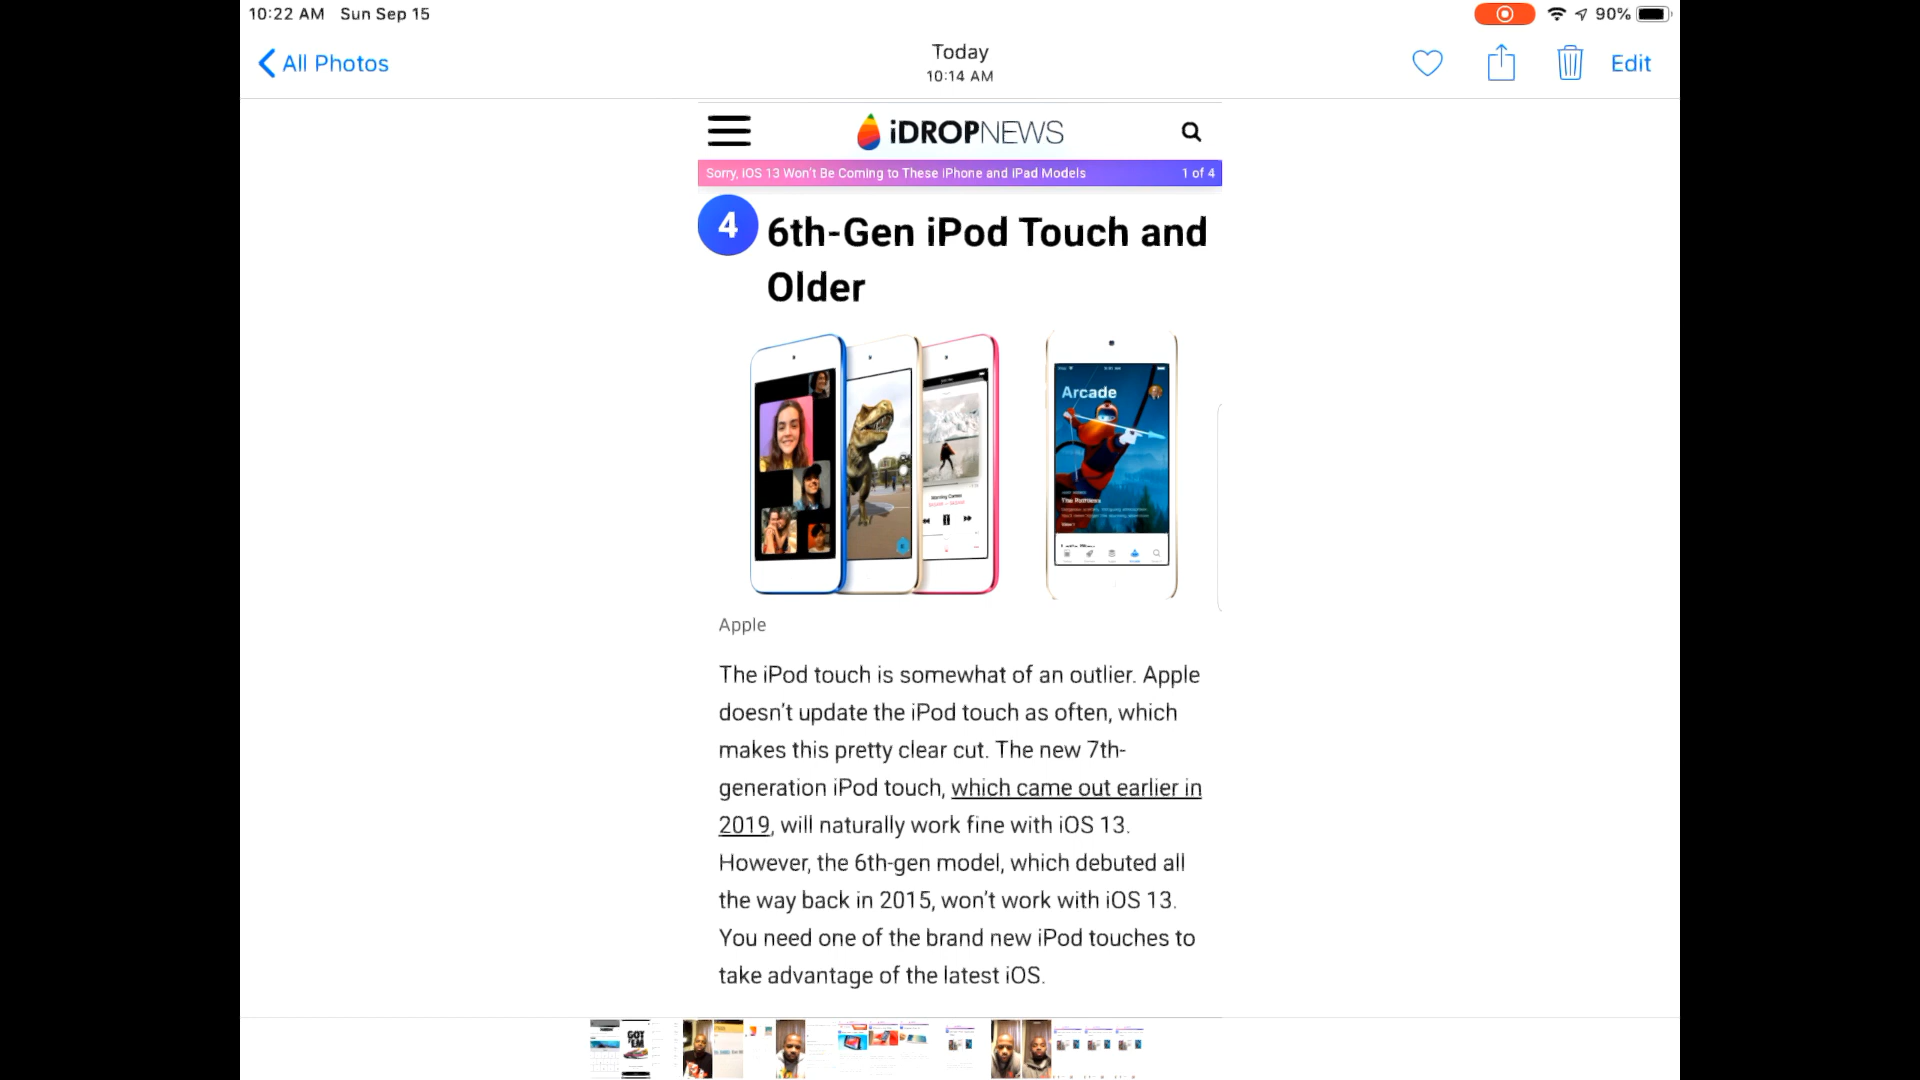 10:22 AM Sun Sep 15
90%
All Photos
Today
10:14 AM
Edit
iDROPNEWS
Sorry, iOS 13 Won't Be Coming to These iPhone and iPad Models 1 of 4
4
6th-Gen iPod Touch and
Older
Arcade
Apple
The iPod touch is somewhat of an outlier. Apple
doesn't update the iPod touch as often, which
makes this pretty clear cut. The new 7th-
generation iPod touch, which came out earlier in
2019, will naturally work fine with iOS 13.
However, the 6th-gen model, which debuted all
the way back in 2015, won't work with iOS 13.
You need one of the brand new iPod touches to
take advantage of the latest iOS.
GOT
'EM